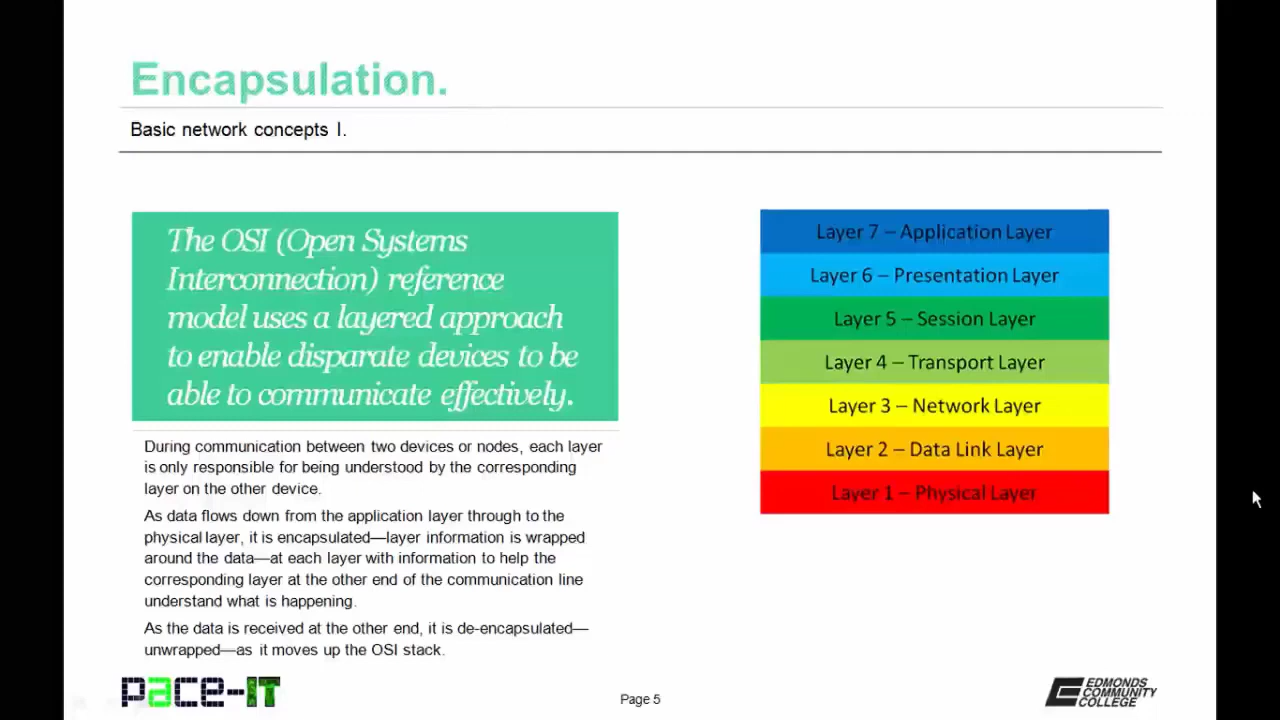 Encapsulation.
Basic network concepts I.
The OSI (Open Systems
Interconnection) reference
model uses a layered approach
to enable disparate devices to be
able to communicate effectively.
During communication between two devices or nodes, each layer
is only responsible for being understood by the corresponding
layer on the other device.
As data flows down from the application layer through to the
physical layer, it is encapsulated—layer information is wrapped
around the data—at each layer with information to help the
corresponding layer at the other end of the communication line
understand what is happening.
As the data is received at the other end, it is de-encapsulated—
unwrapped—as it moves up the OSI stack.
Layer 7 – Application Layer
Layer 6 – Presentation Layer
Layer 5 – Session Layer
Layer 4 – Transport Layer
Layer 3 – Network Layer
Layer 2 – Data Link Layer
Layer 1 – Physical Layer
pace-IT
Page 5
EDMONDS
COMMUNITY
COLLEGE